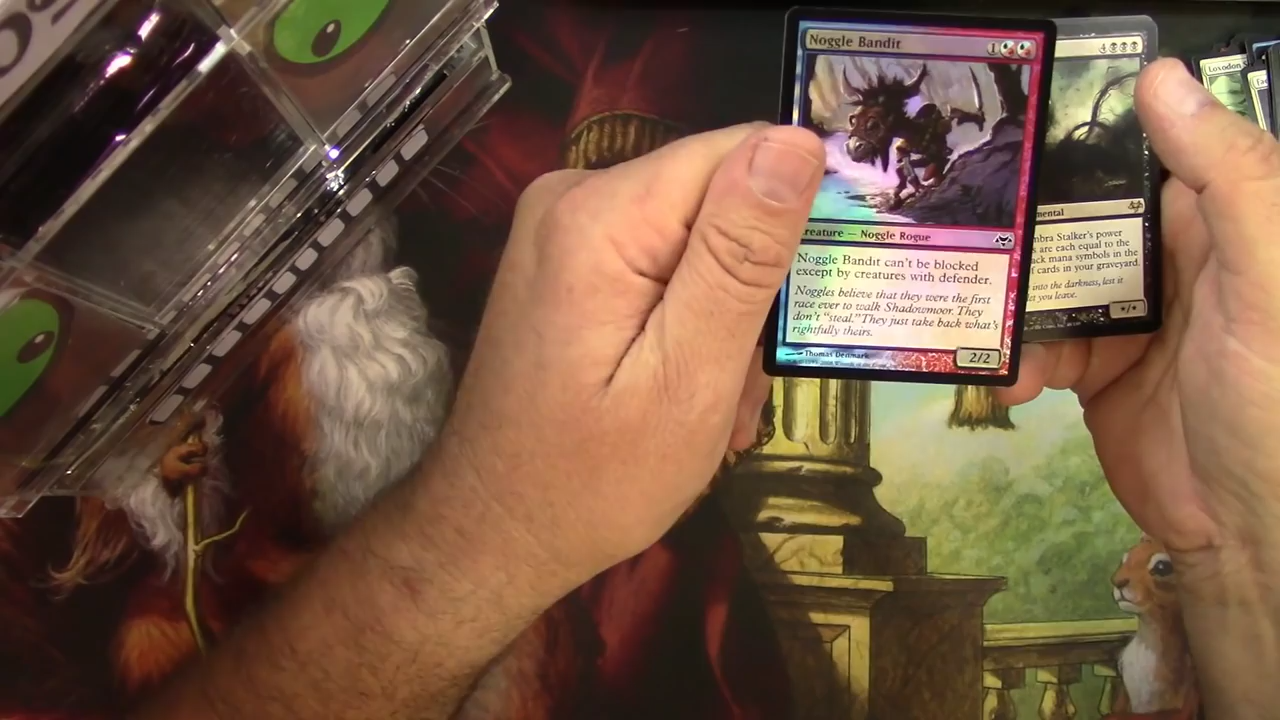 Noggle Bandit
1
Creature — Noggle Rogue
Noggle Bandit can't be blocked
except by creatures with defender.
Noggles believe that they were the first
race ever to walk Shadowmoor. They
don't "steal." They just take back what's
rightfully theirs.
Thomas Denmark
2/2
4
mental
mbra Stalker's power
s are each equal to the
ack mana symbols in the
f cards in your graveyard.
into the darkness, lest it
let you leave.
*/*
Loxodon